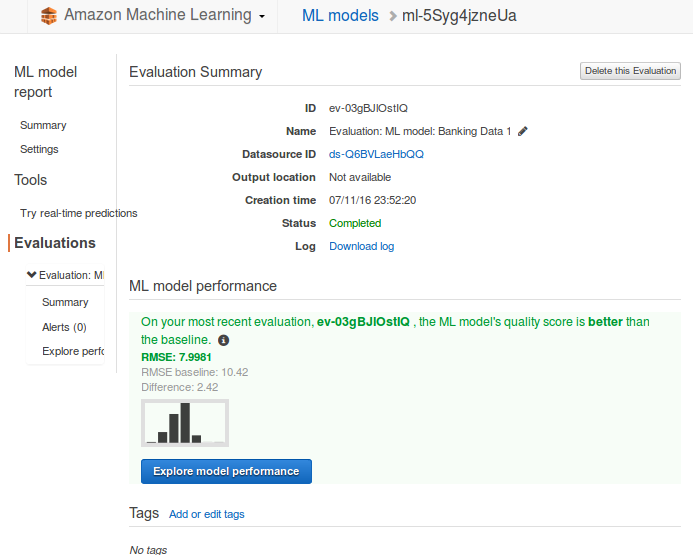 Amazon Machine Learning
ML models ml-5Syg4jzneUa
ML model
report
Summary
Settings
Tools
Try real-time predictions
Evaluations
Evaluation: Ml
Summary
Alerts (0)
Explore perfo
Evaluation Summary
Delete this Evaluation
ID ev-03gBJlOstIQ
Name Evaluation: ML model: Banking Data 1
Datasource ID ds-Q6BVLaeHbQQ
Output location Not available
Creation time 07/11/16 23:52:20
Status Completed
Log Download log
ML model performance
On your most recent evaluation, ev-03gBJlOstIQ , the ML model's quality score is better than
the baseline.
RMSE: 7.9981
RMSE baseline: 10.42
Difference: 2.42
Explore model performance
Tags Add or edit tags
No tags